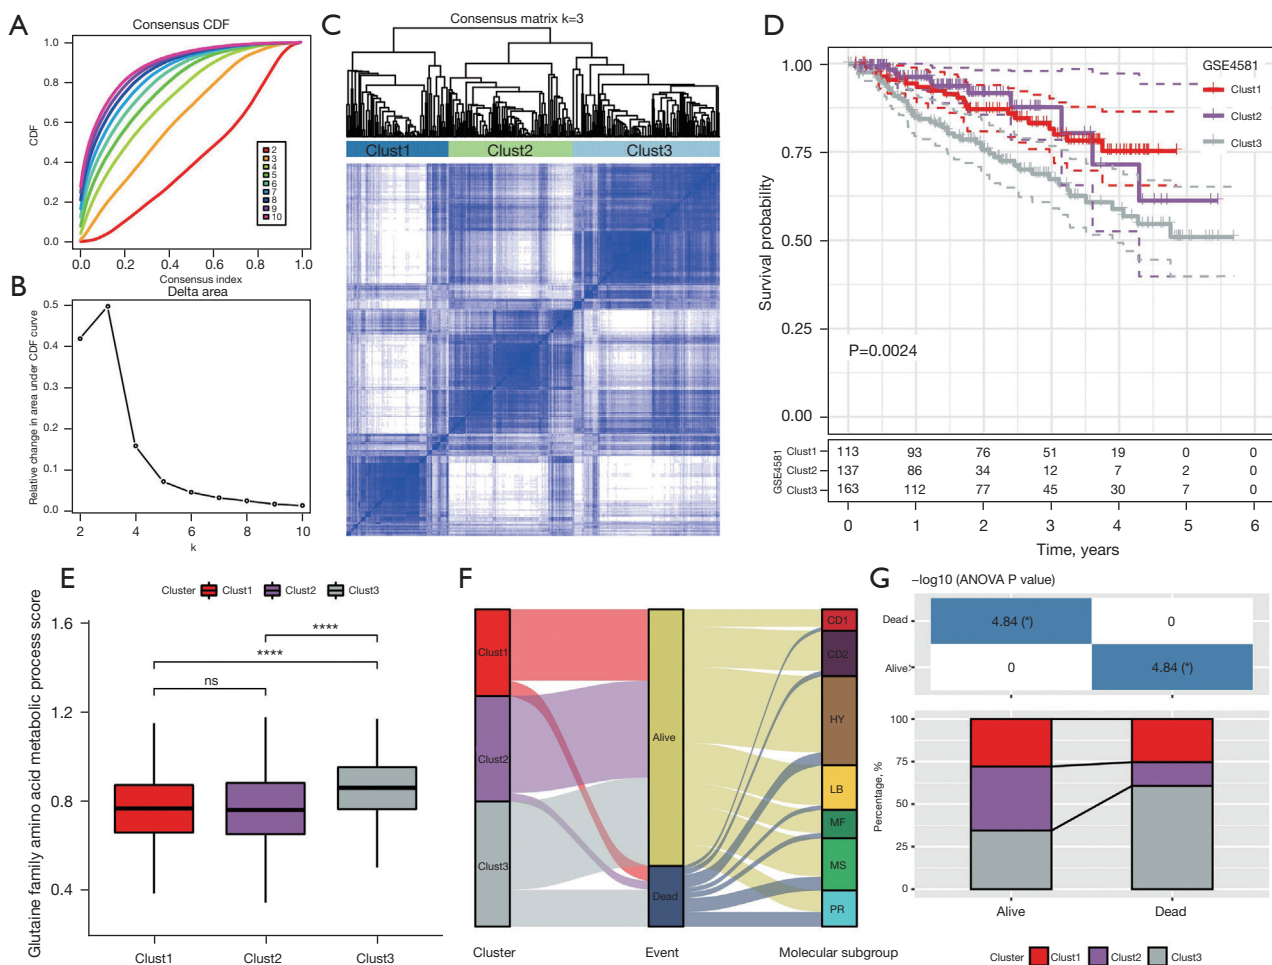 A
Consensus CDF
1.0
0.8
0.6
0.4
0.2
0.0
CDF
2
3
4
5
6
7
8
9
10
0.0 0.2 0.4 0.6 0.8 1.0
Consensus index
B
Delta area
0.5
0.4
0.3
0.2
0.1
0.0
Relative change in area under CDF curve
2 4 6 8 10
k
C
Consensus matrix k=3
Clust1 Clust2 Clust3
D
1.00
0.75
0.50
0.25
0.00
Survival probability
GSE4581
Clust1
Clust2
Clust3
P=0.0024
GSE4581
Clust1 113 93 76 51 19 0 0
Clust2 137 86 34 12 7 2 0
Clust3 163 112 77 45 30 7 0
0 1 2 3 4 5 6
Time, years
E
Cluster Clust1 Clust2 Clust3
Glutaine family amino acid metabolic process score
1.6
1.2
0.8
0.4
****
****
ns
Clust1 Clust2 Clust3
F
Clust1
Clust2
Clust3
Alive
Dead
CD1
CD2
HY
LB
MF
MS
PR
Cluster Event Molecular subgroup
G
−log10 (ANOVA P value)
Dead 4.84 (*) 0
Alive 0 4.84 (*)
100
75
50
25
0
Percentage, %
Alive Dead
Cluster Clust1 Clust2 Clust3